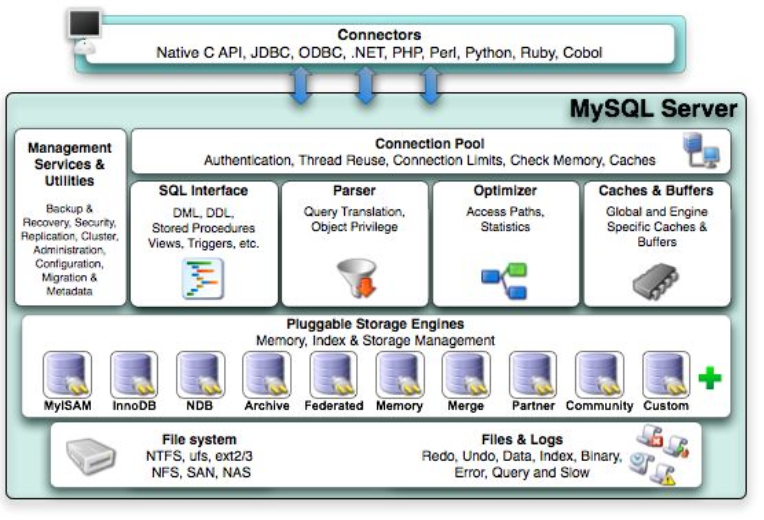 Connectors
Native C API, JDBC, ODBC, .NET, PHP, Perl, Python, Ruby, Cobol
MySQL Server
Management
Services &
Utilities
Backup &
Recovery, Security,
Replication, Cluster,
Administration,
Configuration,
Migration &
Metadata
Connection Pool
Authentication, Thread Reuse, Connection Limits, Check Memory, Caches
SQL Interface
DML, DDL,
Stored Procedures
Views, Triggers, etc.
Parser
Query Translation,
Object Privilege
Optimizer
Access Paths,
Statistics
Caches & Buffers
Global and Engine
Specific Caches &
Buffers
Pluggable Storage Engines
Memory, Index & Storage Management
MyISAM
InnoDB
NDB
Archive
Federated
Memory
Merge
Partner
Community
Custom
File system
NTFS, ufs, ext2/3
NFS, SAN, NAS
Files & Logs
Redo, Undo, Data, Index, Binary,
Error, Query and Slow